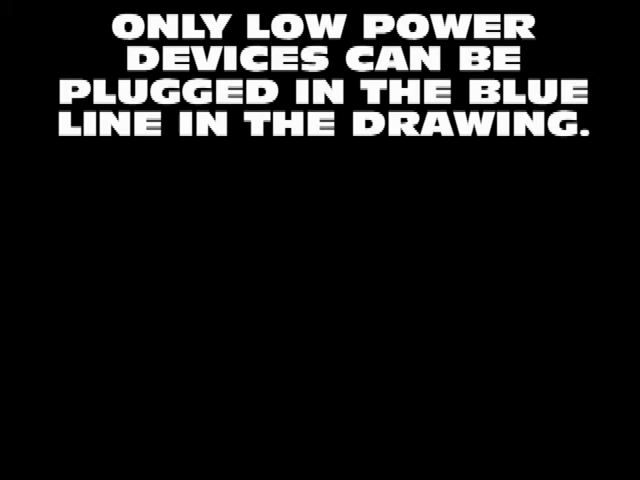 ONLY LOW POWER
DEVICES CAN BE
PLUGGED IN THE BLUE
LINE IN THE DRAWING.